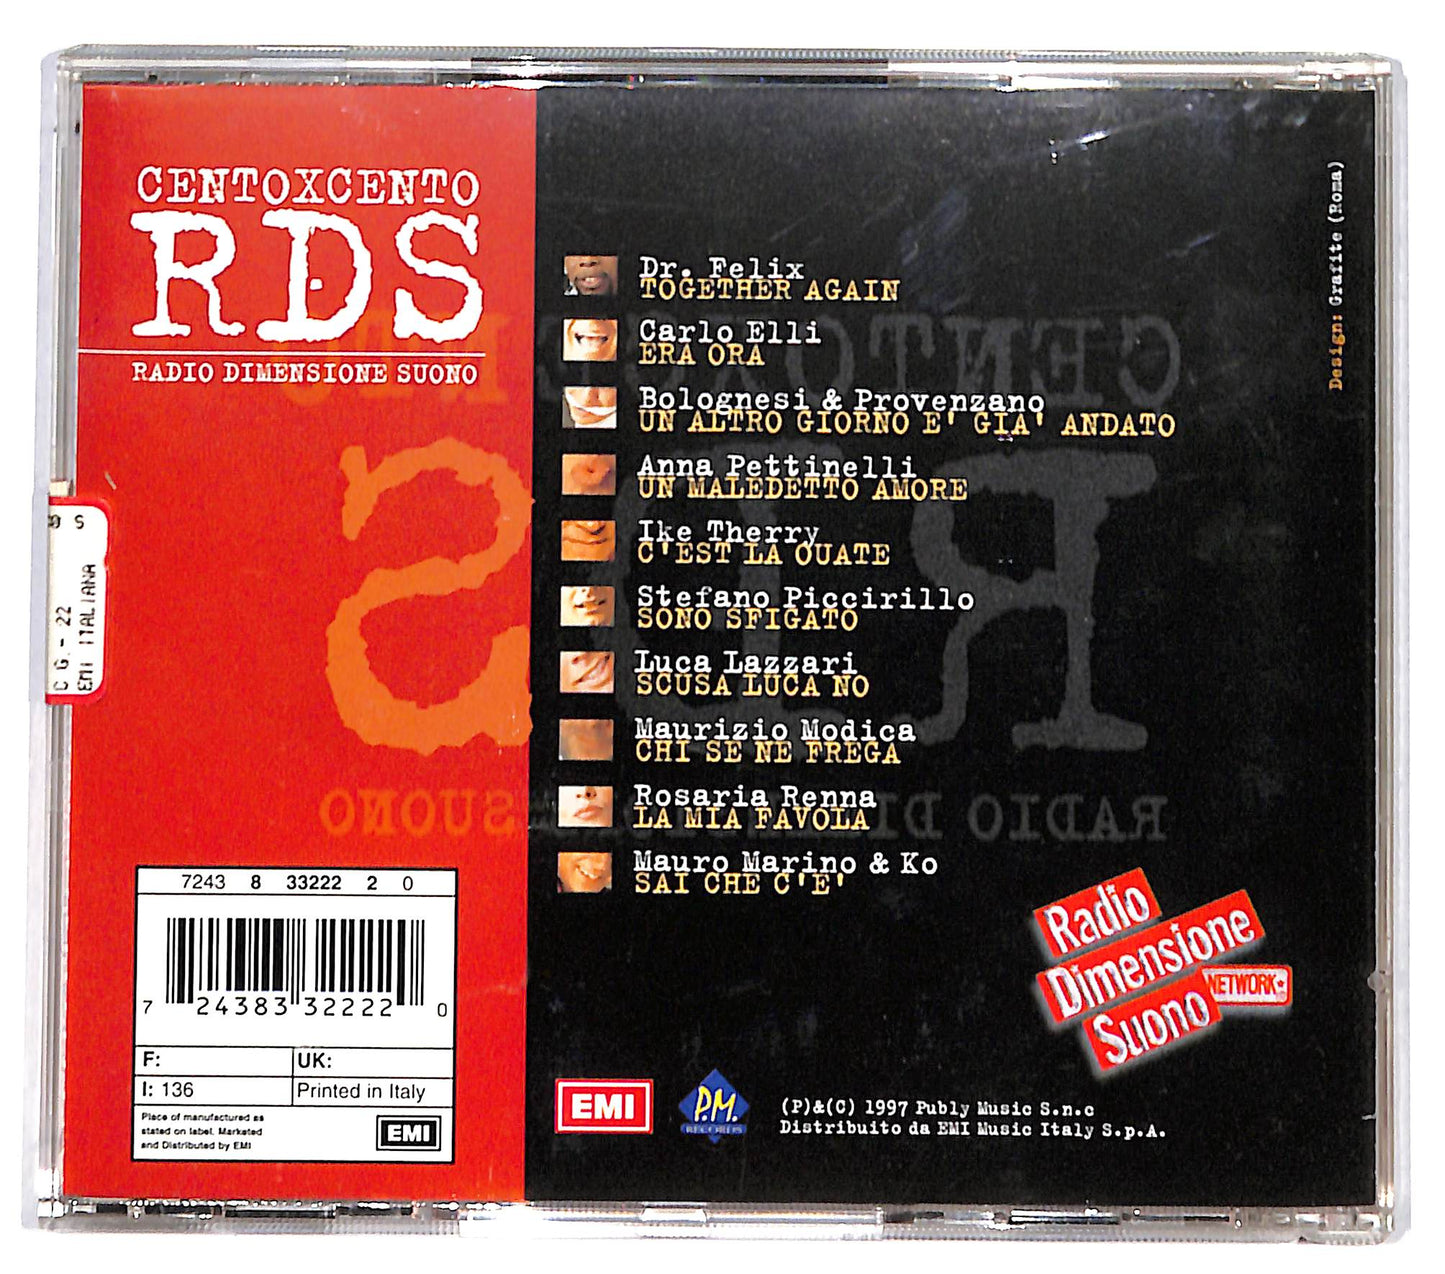 CENTOXCENTO
RDS
RADIO DIMENSIONE SUONO
Dr. Felix
TOGETHER AGAIN
Carlo Elli
ERA ORA
Bolognesi & Provenzano
UN ALTRO GIORNO E' GIA' ANDATO
Anna Pettinelli
UN MALEDETTO AMORE
Ike Therry
C'EST LA OUATE
Stefano Piccirillo
SONO SFIGATO
Luca Lazzari
SCUSA LUCA NO
Maurizio Modica
CHI SE NE FREGA
Rosaria Renna
LA MIA FAVOLA
Mauro Marino & Ko
SAI CHE C'E'
Design: Grafite (Roma)
S
C G.- 22
EMI ITALIANA
7243 8 33222 2 0
7 24383 32222 0
F: UK:
I: 136 Printed in Italy
Place of manufactured as
stated on label. Marketed
and Distributed by EMI
EMI
Radio
Dimensione
Suono
NETWORK
EMI
P.M.
RECORDS
(P)&(C) 1997 Publy Music S.n.c
Distribuito da EMI Music Italy S.p.A.